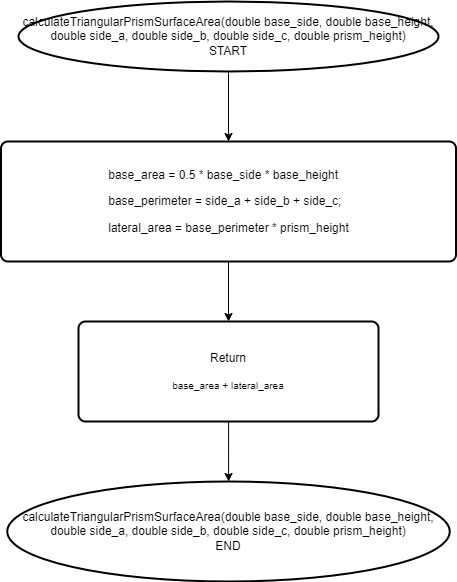 calculateTriangularPrismSurfaceArea(double base_side, double base_height,
double side_a, double side_b, double side_c, double prism_height)
START
base_area = 0.5 * base_side * base_height
base_perimeter = side_a + side_b + side_c;
lateral_area = base_perimeter * prism_height
Return
base_area + lateral_area
calculateTriangularPrismSurfaceArea(double base_side, double base_height,
double side_a, double side_b, double side_c, double prism_height)
END